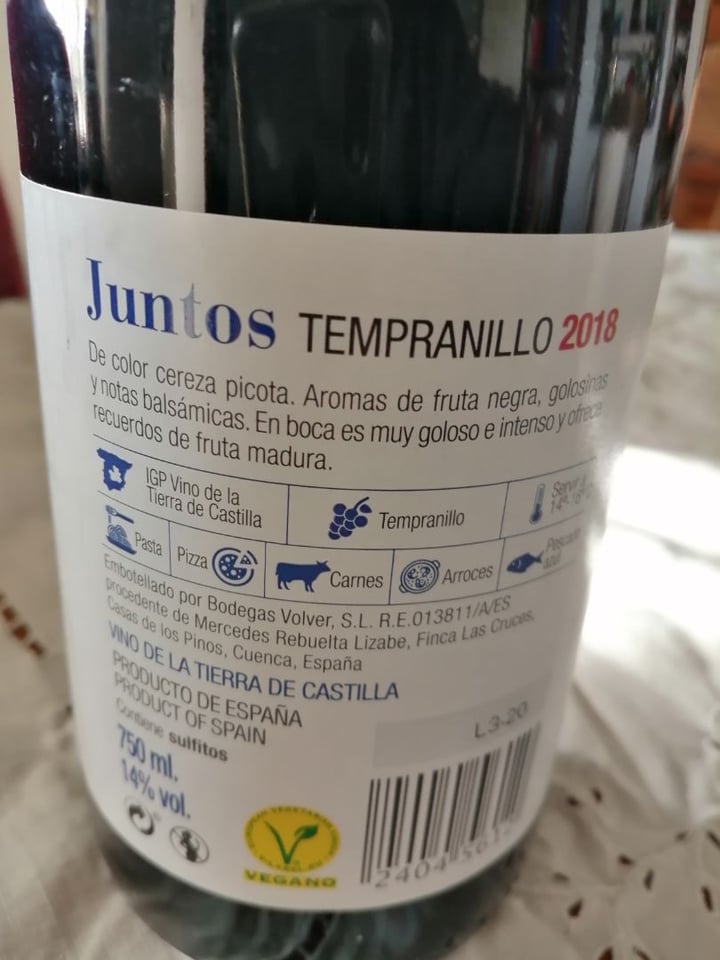 Juntos TEMPRANILLO 2018
De color cereza picota. Aromas de fruta negra, golosinas
y notas balsámicas. En boca es muy goloso e intenso y ofrece
recuerdos de fruta madura.
IGP Vino de la
Tierra de Castilla
Tempranillo
Servir a
Pasta
Pizza
Carnes
Arroces
Pescado
azul
Embotellado por Bodegas Volver, S.L. R.E.013811/A/ES
procedente de Mercedes Rebuelta Lizabe, Finca Las Cruces,
Casas de los Pinos, Cuenca, España
VINO DE LA TIERRA DE CASTILLA
PRODUCTO DE ESPAÑA
PRODUCT OF SPAIN
Contiene sulfitos
750 ml.
14% vol.
L3-20
VEGANO